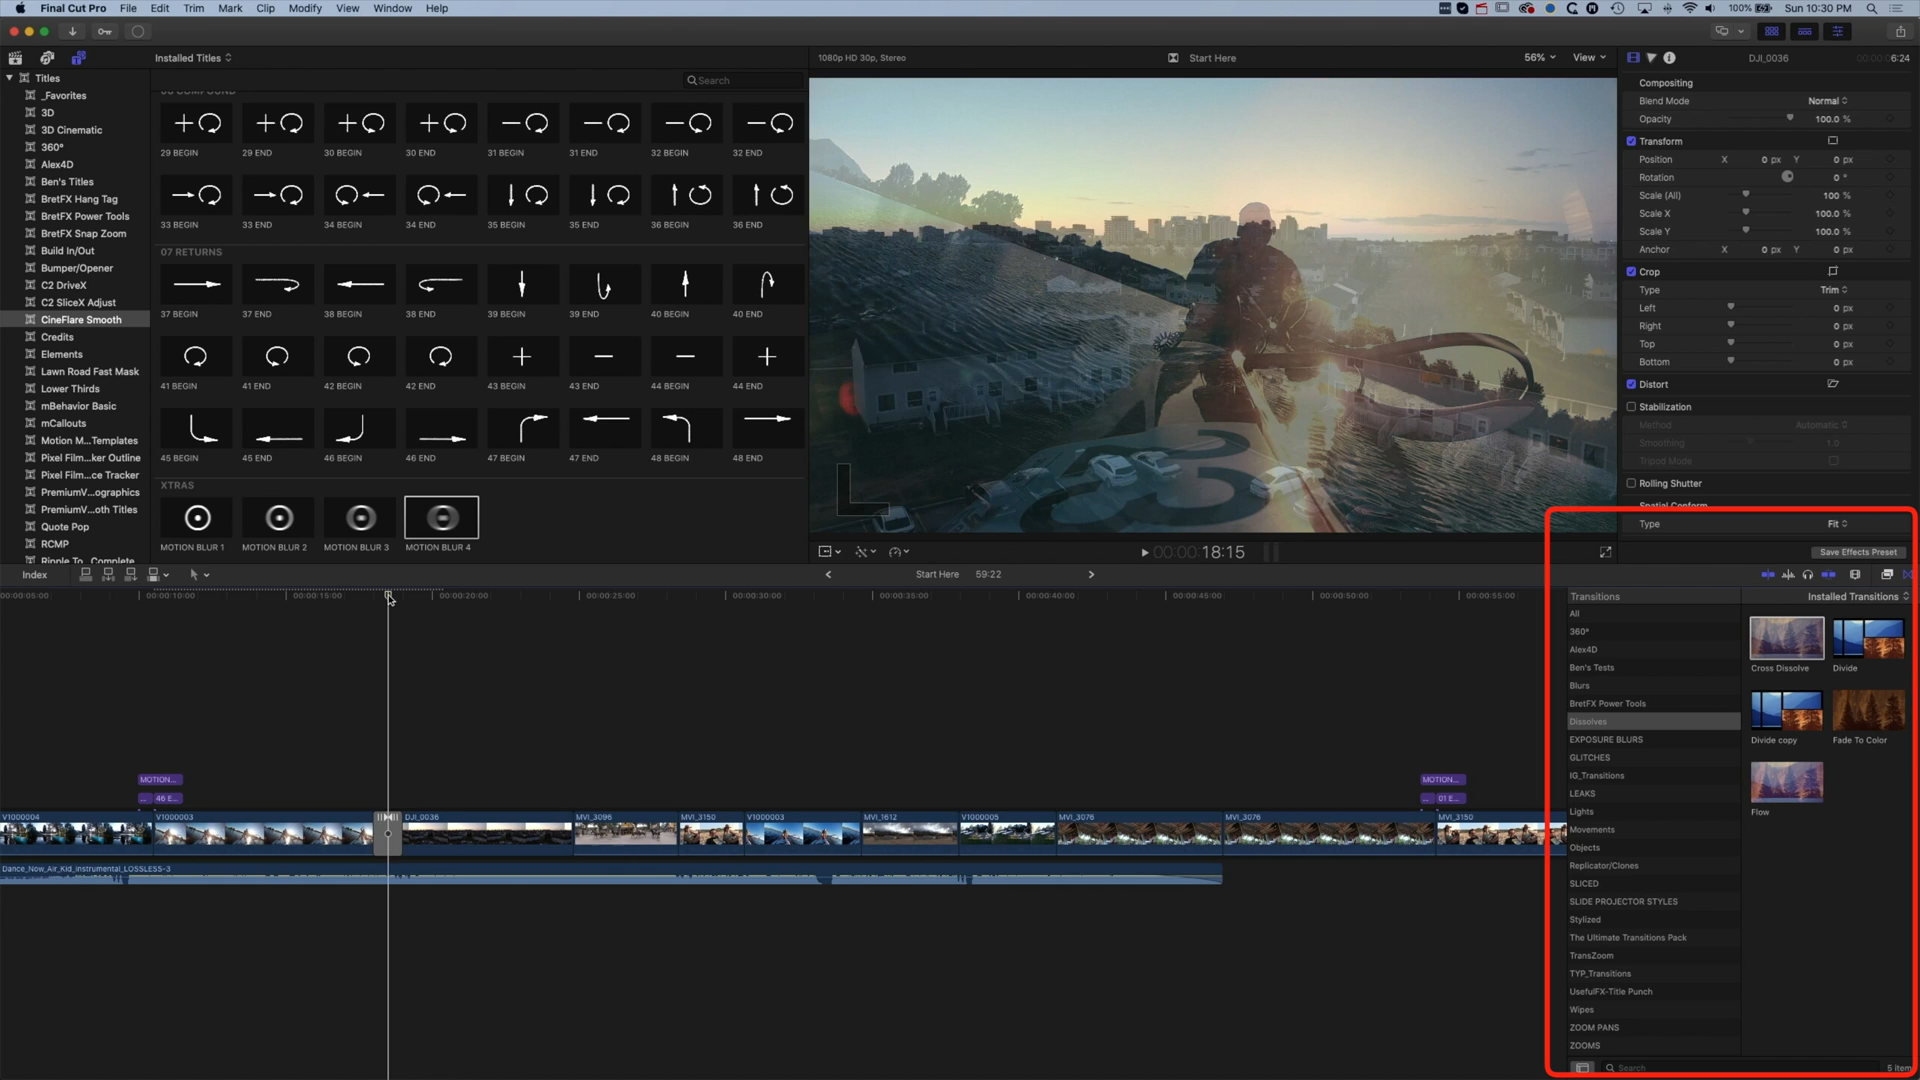 Final Cut Pro File Edit Trim Mark Clip Modify View Window Help
100% Sun 10:30 PM
Installed Titles
1080p HD 30p, Stereo
Start Here
56% View
DJI_0036
6:24
Titles
Search
_Favorites
3D
3D Cinematic
360°
Alex4D
Ben's Titles
BretFX Hang Tag
BretFX Power Tools
BretFX Snap Zoom
Build In/Out
Bumper/Opener
C2 DriveX
C2 SliceX Adjust
CineFlare Smooth
Credits
Elements
Lawn Road Fast Mask
Lower Thirds
mBehavior Basic
mCallouts
Motion M...Templates
Pixel Film...ker Outline
Pixel Film...ce Tracker
PremiumV...ographics
PremiumV...oth Titles
Quote Pop
RCMP
29 BEGIN 29 END 30 BEGIN 30 END 31 BEGIN 31 END 32 BEGIN 32 END
33 BEGIN 33 END 34 BEGIN 34 END 35 BEGIN 35 END 36 BEGIN 36 END
07 RETURNS
37 BEGIN 37 END 38 BEGIN 38 END 39 BEGIN 39 END 40 BEGIN 40 END
41 BEGIN 41 END 42 BEGIN 42 END 43 BEGIN 43 END 44 BEGIN 44 END
45 BEGIN 45 END 46 BEGIN 46 END 47 BEGIN 47 END 48 BEGIN 48 END
XTRAS
MOTION BLUR 1 MOTION BLUR 2 MOTION BLUR 3 MOTION BLUR 4
00:00:18:15
Compositing
Blend Mode Normal
Opacity 100.0 %
Transform
Position X 0 px Y 0 px
Rotation 0 °
Scale (All) 100 %
Scale X 100.0 %
Scale Y 100.0 %
Anchor X 0 px Y 0 px
Crop
Type Trim
Left 0 px
Right 0 px
Top 0 px
Bottom 0 px
Distort
Stabilization
Method Automatic
Smoothing 1.0
Tripod Mode
Rolling Shutter
Spatial Conform
Type Fit
Save Effects Preset
Index
Start Here 59:22
00:00:05:00 00:00:10:00 00:00:15:00 00:00:20:00 00:00:25:00 00:00:30:00 00:00:35:00 00:00:40:00 00:00:45:00 00:00:50:00 00:00:55:00
MOTION... MOTION...
... 46 E... ... 01 E...
V1000004 V1000003 DJI_0036 MVI_3096 MVI_3150 V1000003 MVI_1612 V1000005 MVI_3076 MVI_3076 MVI_3150
Dance_Now_Air_Kid_Instrumental_LOSSLESS-3
Transitions
Installed Transitions
All
360°
Alex4D
Ben's Tests
Blurs
BretFX Power Tools
Dissolves
EXPOSURE BLURS
GLITCHES
IG_Transitions
LEAKS
Lights
Movements
Objects
Replicator/Clones
SLICED
SLIDE PROJECTOR STYLES
Stylized
The Ultimate Transitions Pack
TransZoom
TYP_Transitions
UsefulFX-Title Punch
Wipes
ZOOM PANS
ZOOMS
Cross Dissolve Divide
Divide copy Fade To Color
Flow
Search